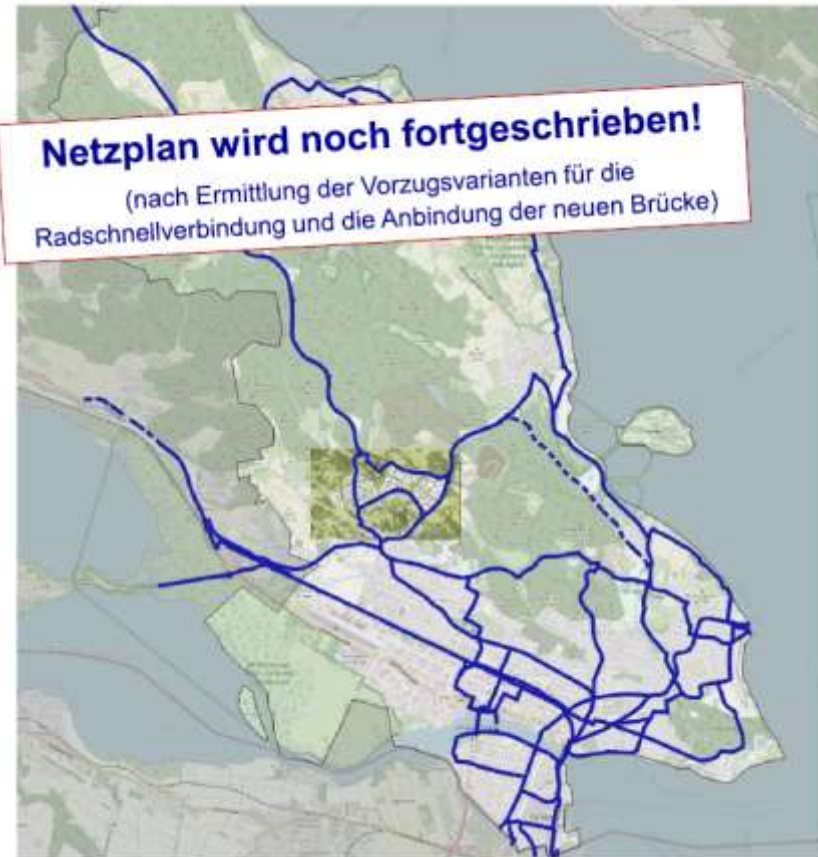 Netzplan wird noch fortgeschrieben!
(nach Ermittlung der Vorzugsvarianten für die
Radschnellverbindung und die Anbindung der neuen Brücke)